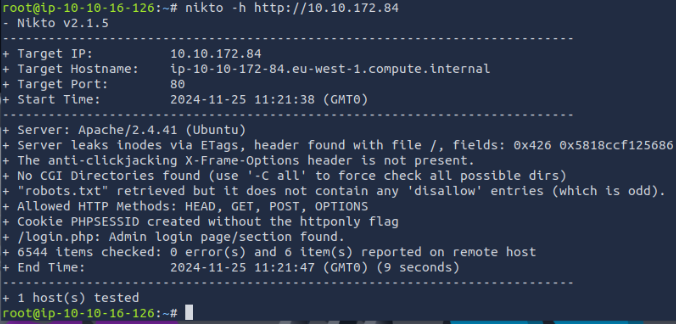 root@ip-10-10-16-126:~# nikto -h http://10.10.172.84
- Nikto v2.1.5
---------------------------------------------------------------------------
+ Target IP:          10.10.172.84
+ Target Hostname:    ip-10-10-172-84.eu-west-1.compute.internal
+ Target Port:        80
+ Start Time:         2024-11-25 11:21:38 (GMT0)
---------------------------------------------------------------------------
+ Server: Apache/2.4.41 (Ubuntu)
+ Server leaks inodes via ETags, header found with file /, fields: 0x426 0x5818ccf125686
+ The anti-clickjacking X-Frame-Options header is not present.
+ No CGI Directories found (use '-C all' to force check all possible dirs)
+ "robots.txt" retrieved but it does not contain any 'disallow' entries (which is odd).
+ Allowed HTTP Methods: HEAD, GET, POST, OPTIONS
+ Cookie PHPSESSID created without the httponly flag
+ /login.php: Admin login page/section found.
+ 6544 items checked: 0 error(s) and 6 item(s) reported on remote host
+ End Time:           2024-11-25 11:21:47 (GMT0) (9 seconds)
---------------------------------------------------------------------------
+ 1 host(s) tested
root@ip-10-10-16-126:~#